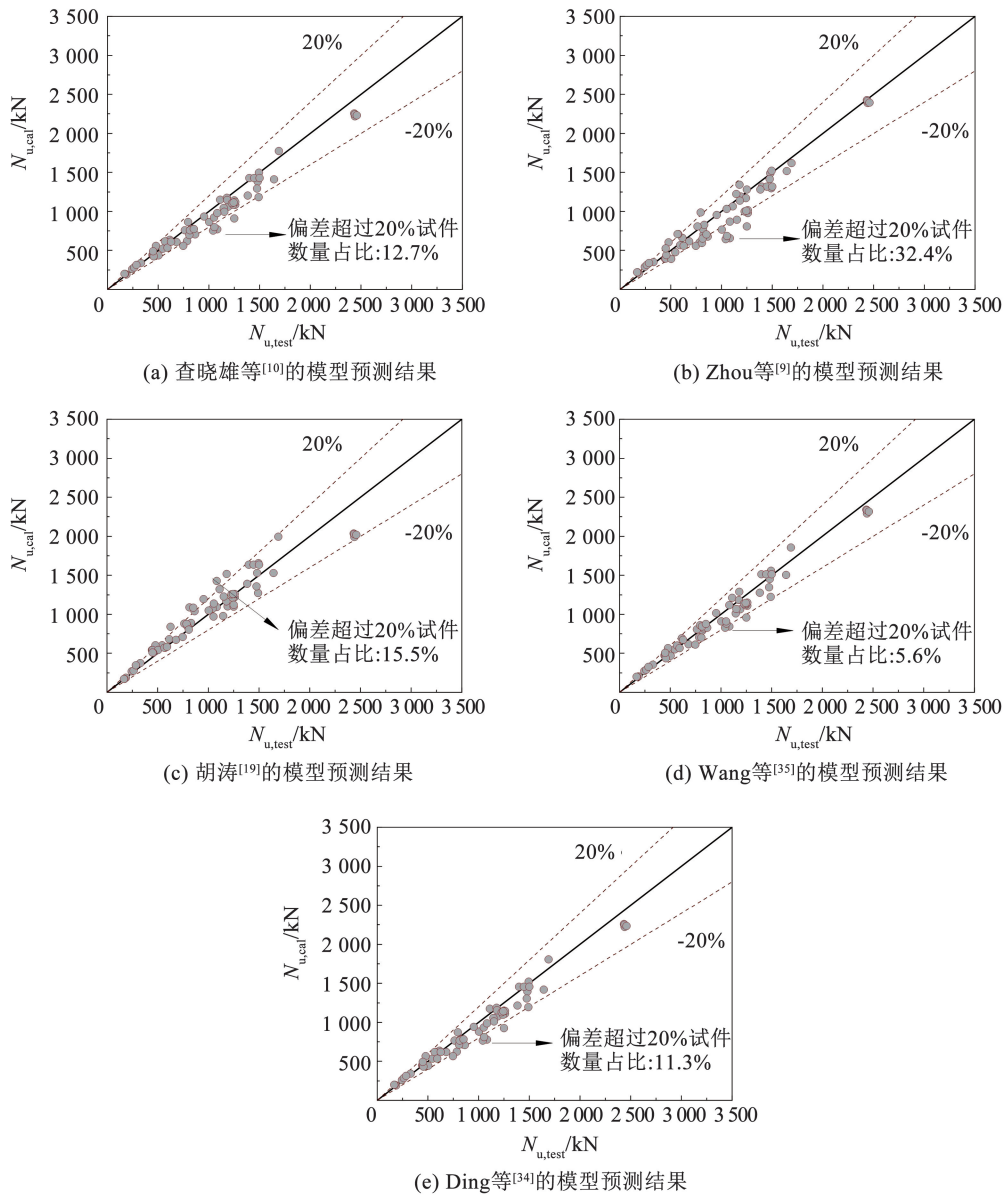 3 500
3 000
2 500
2 000
1 500
1 000
500
N_{u,cal}/kN
20%
-20%
偏差超过20%试件
数量占比:12.7%
0 500 1 000 1 500 2 000 2 500 3 000 3 500
N_{u,test}/kN
(a) 查晓雄等[10]的模型预测结果
3 500
3 000
2 500
2 000
1 500
1 000
500
N_{u,cal}/kN
20%
-20%
偏差超过20%试件
数量占比:32.4%
0 500 1 000 1 500 2 000 2 500 3 000 3 500
N_{u,test}/kN
(b) Zhou等[9]的模型预测结果
3 500
3 000
2 500
2 000
1 500
1 000
500
N_{u,cal}/kN
20%
-20%
偏差超过20%试件
数量占比:15.5%
0 500 1 000 1 500 2 000 2 500 3 000 3 500
N_{u,test}/kN
(c) 胡涛[19]的模型预测结果
3 500
3 000
2 500
2 000
1 500
1 000
500
N_{u,cal}/kN
20%
-20%
偏差超过20%试件
数量占比:5.6%
0 500 1 000 1 500 2 000 2 500 3 000 3 500
N_{u,test}/kN
(d) Wang等[35]的模型预测结果
3 500
3 000
2 500
2 000
1 500
1 000
500
N_{u,cal}/kN
20%
-20%
偏差超过20%试件
数量占比:11.3%
0 500 1 000 1 500 2 000 2 500 3 000 3 500
N_{u,test}/kN
(e) Ding等[34]的模型预测结果